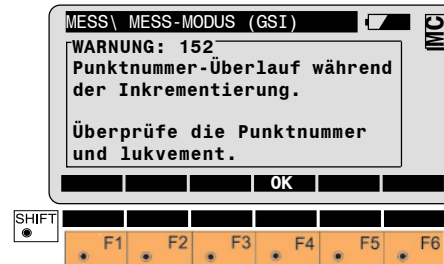 MESS\ MESS-MODUS (GSI)
MC
WARNUNG: 152
Punktnummer-Überlauf während
der Inkrementierung.
Überprüfe die Punktnummer
und lukvement.
OK
SHIFT
F1 F2 F3 F4 F5 F6